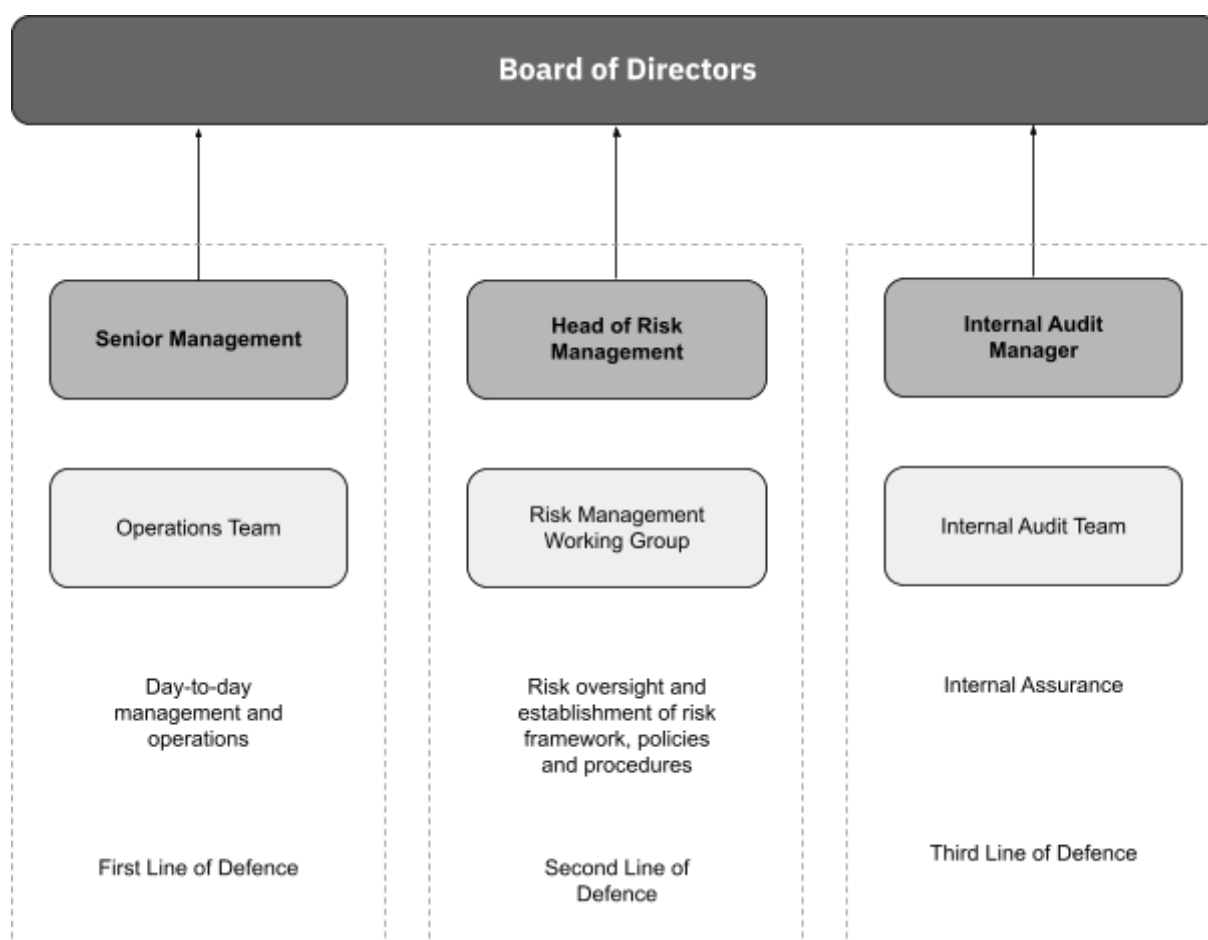 Board of Directors
Senior Management
Head of Risk
Management
Internal Audit
Manager
Operations Team
Risk Management
Working Group
Internal Audit Team
Day-to-day
management and
operations
Risk oversight and
establishment of risk
framework, policies
and procedures
Internal Assurance
First Line of Defence
Second Line of
Defence
Third Line of Defence